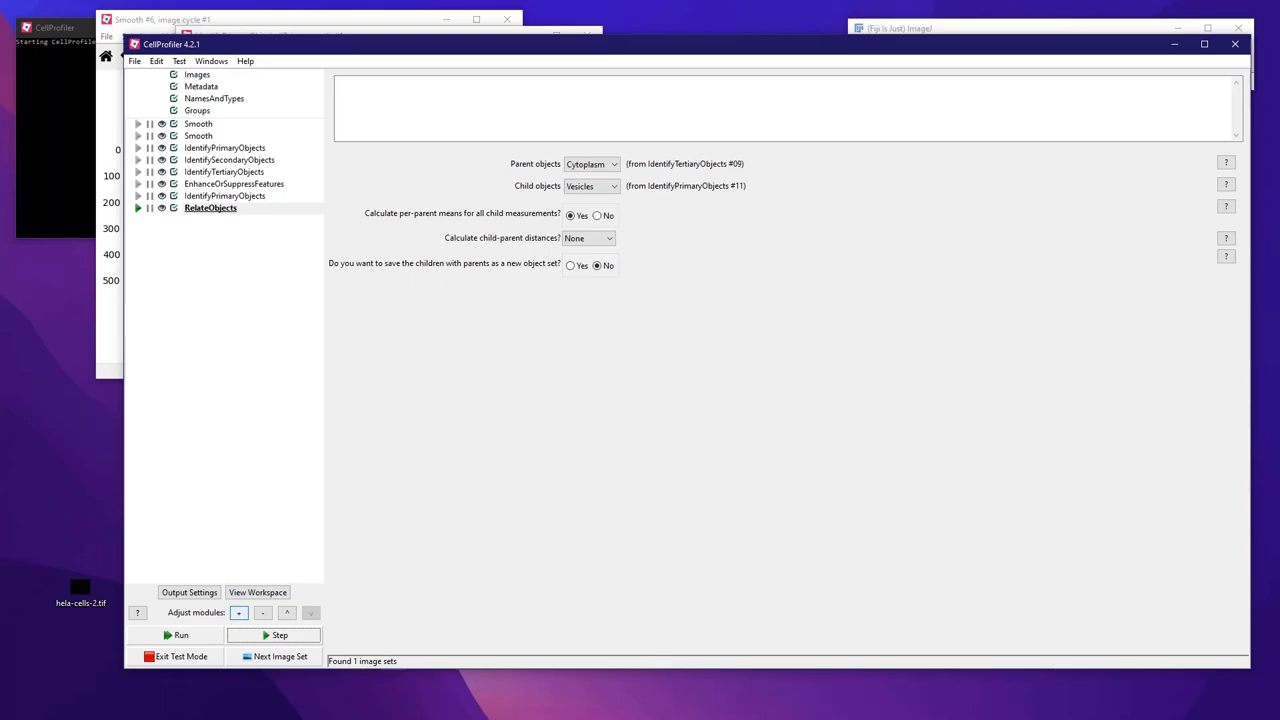 CellProfiler
Starting CellProfile
Smooth #6, image cycle #1
File
(Fiji Is Just) ImageJ
CellProfiler 4.2.1
File Edit Test Windows Help
Images
Metadata
NamesAndTypes
Groups
Smooth
Smooth
IdentifyPrimaryObjects
IdentifySecondaryObjects
IdentifyTertiaryObjects
EnhanceOrSuppressFeatures
IdentifyPrimaryObjects
RelateObjects
0
100
200
300
400
500
Parent objects Cytoplasm (from IdentifyTertiaryObjects #09) ?
Child objects Vesicles (from IdentifyPrimaryObjects #11) ?
Calculate per-parent means for all child measurements? Yes No ?
Calculate child-parent distances? None ?
Do you want to save the children with parents as a new object set? Yes No ?
hela-cells-2.tif
Output Settings View Workspace
? Adjust modules: + - ^ v
Run Step
Exit Test Mode Next Image Set
Found 1 image sets